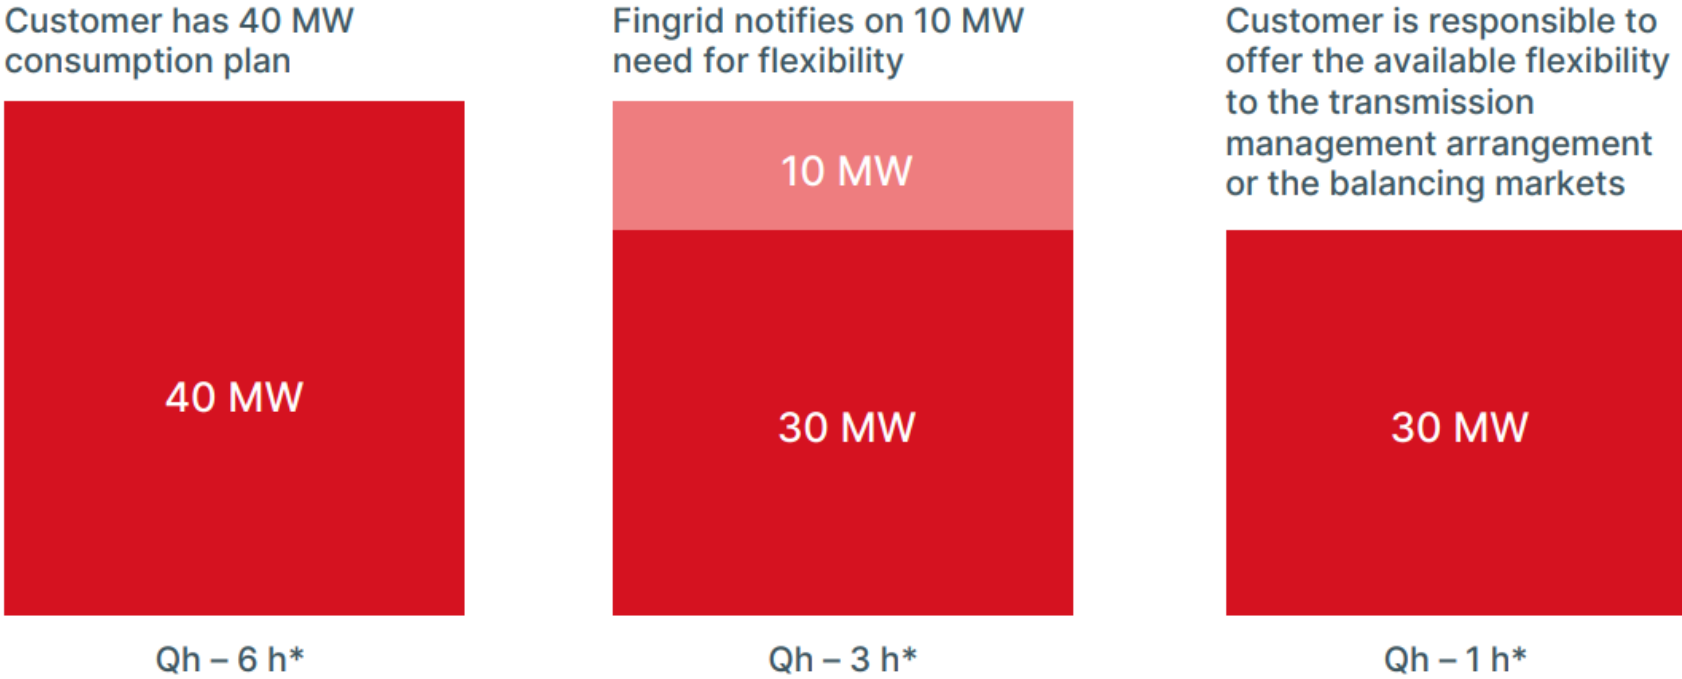 Customer has 40 MW
consumption plan
40 MW
Qh – 6 h*
Fingrid notifies on 10 MW
need for flexibility
10 MW
30 MW
Qh – 3 h*
Customer is responsible to
offer the available flexibility
to the transmission
management arrangement
or the balancing markets
30 MW
Qh – 1 h*